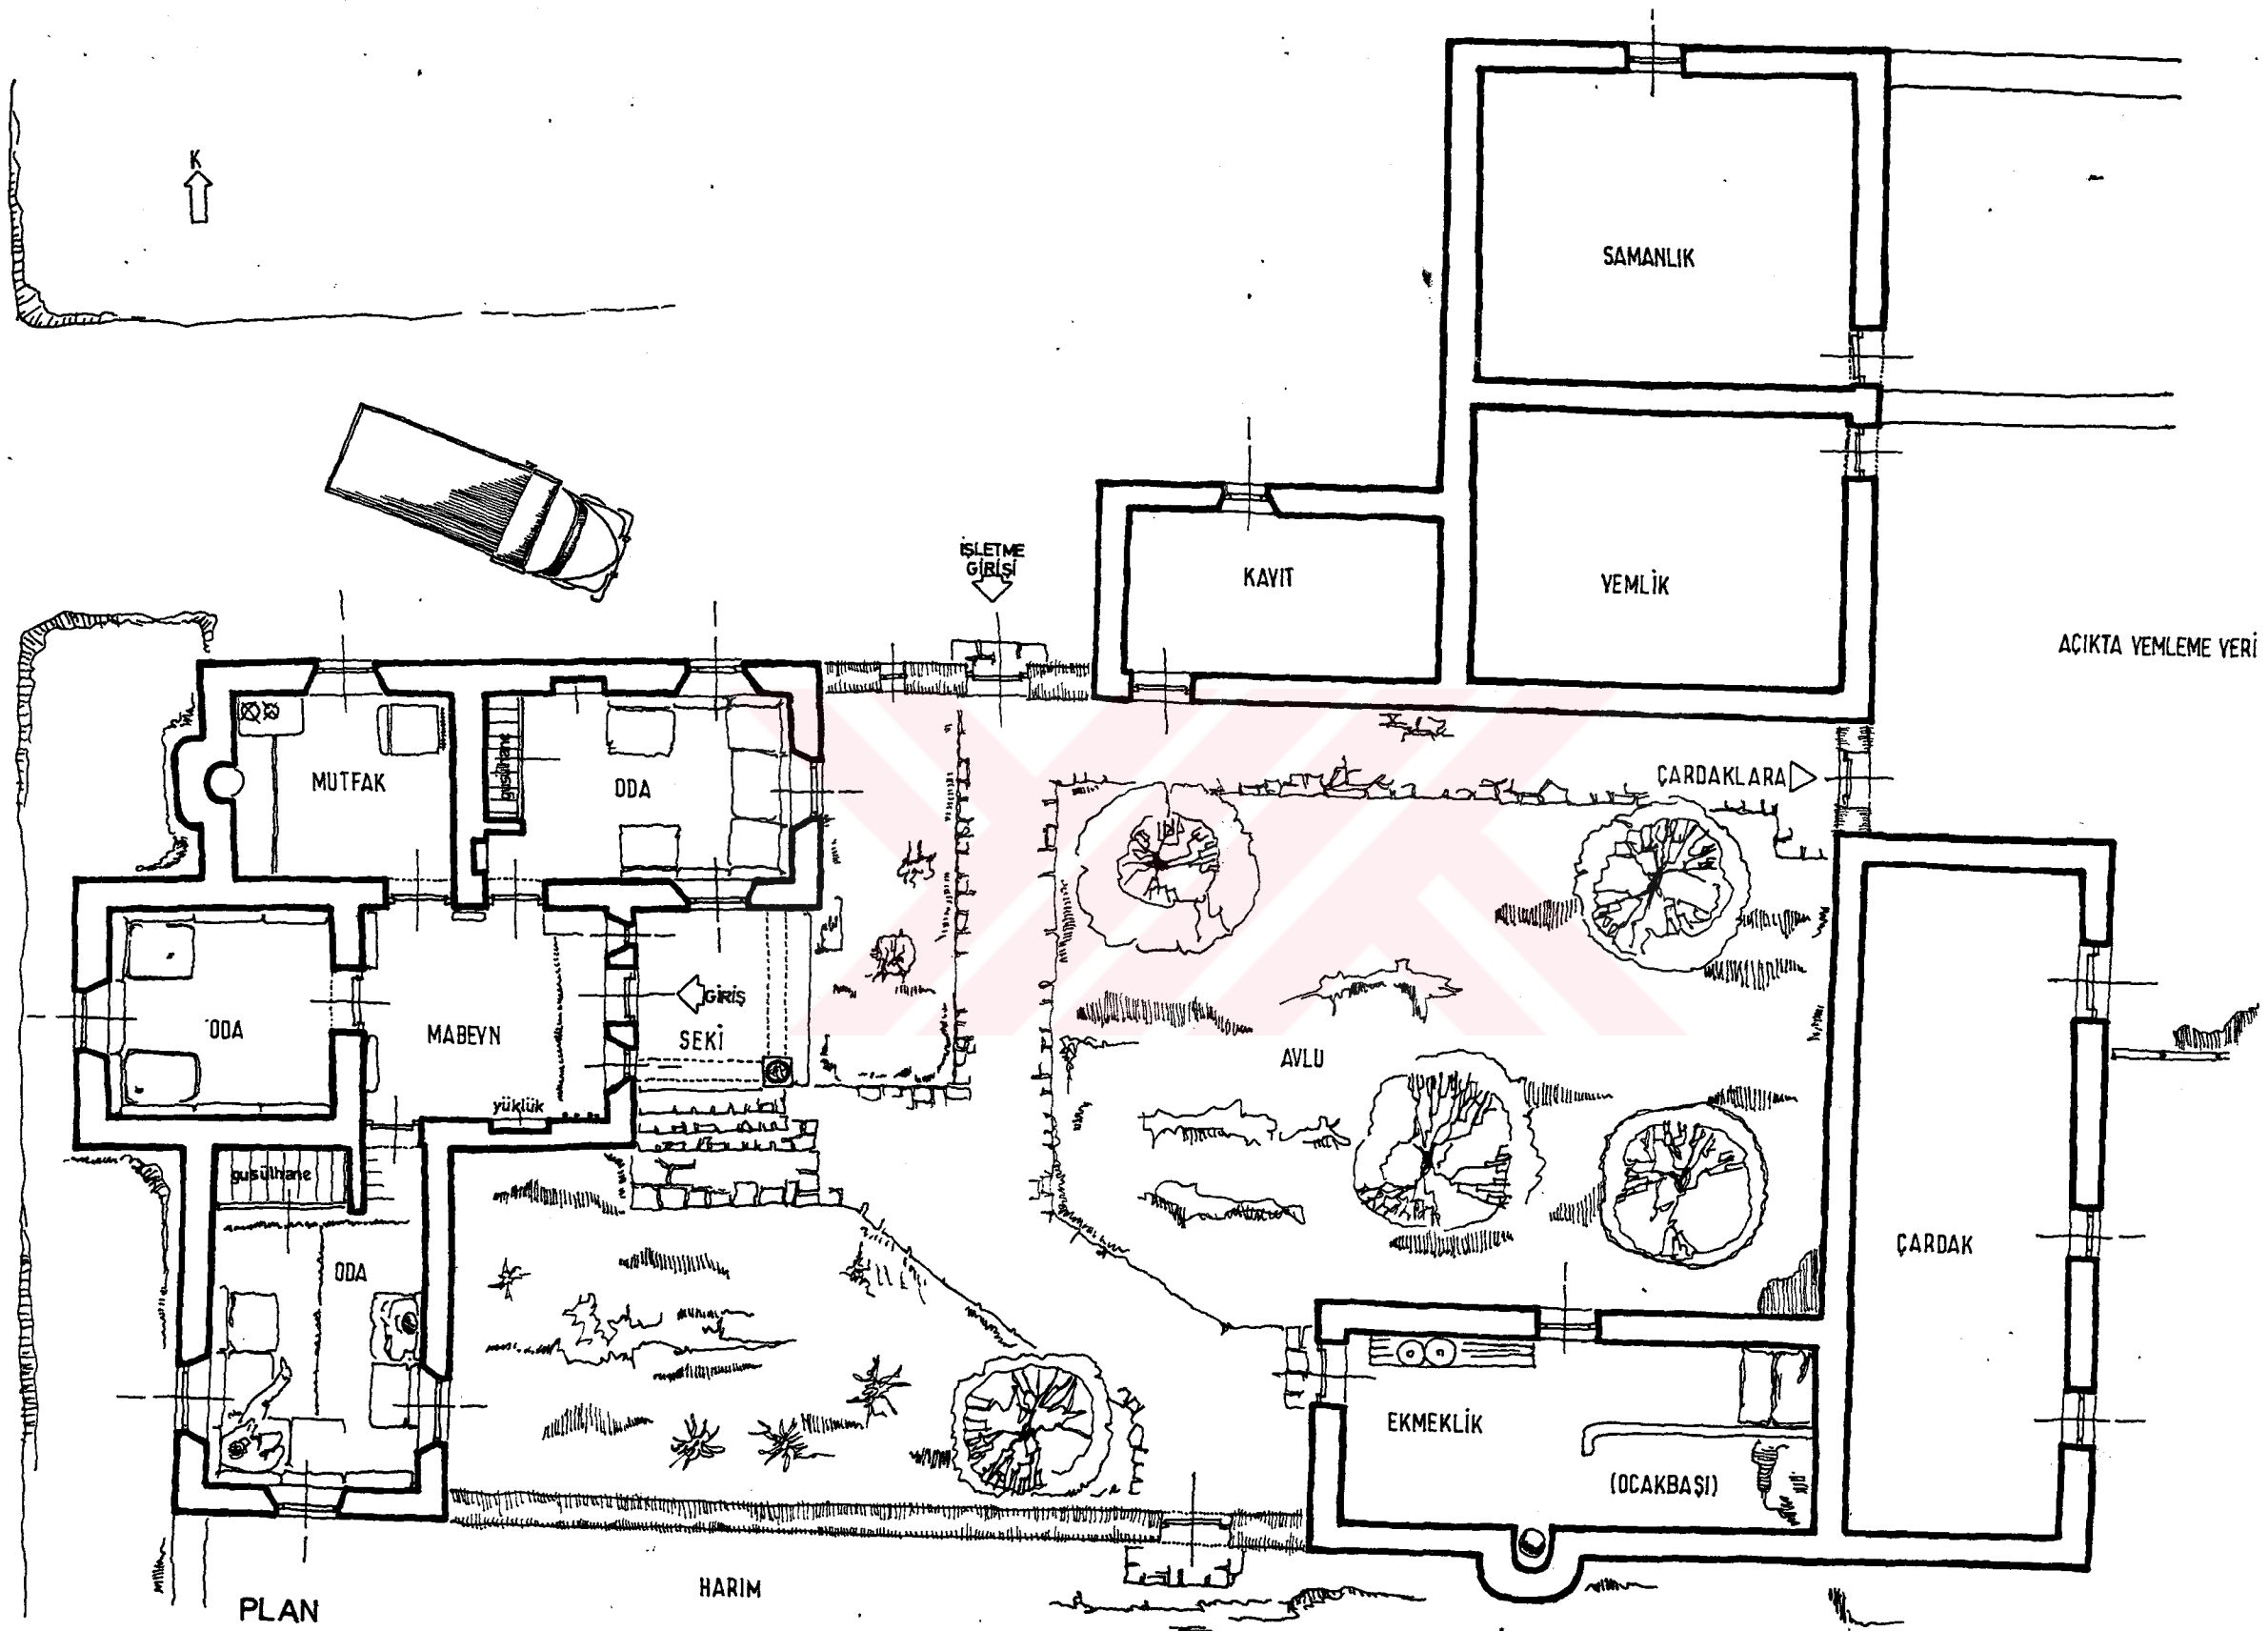 K
SAMANLIK
İŞLETME
GİRİŞİ
KAYIT
YEMLİK
AÇIKTA YEMLEME YERİ
MUTFAK
gusülhane
ODA
ÇARDAKLARA
ODA
MABEYN
GİRİŞ
SEKİ
AVLU
yüklük
gusülhane
ODA
ÇARDAK
EKMEKLİK
(OCAKBAŞI)
HARIM
PLAN